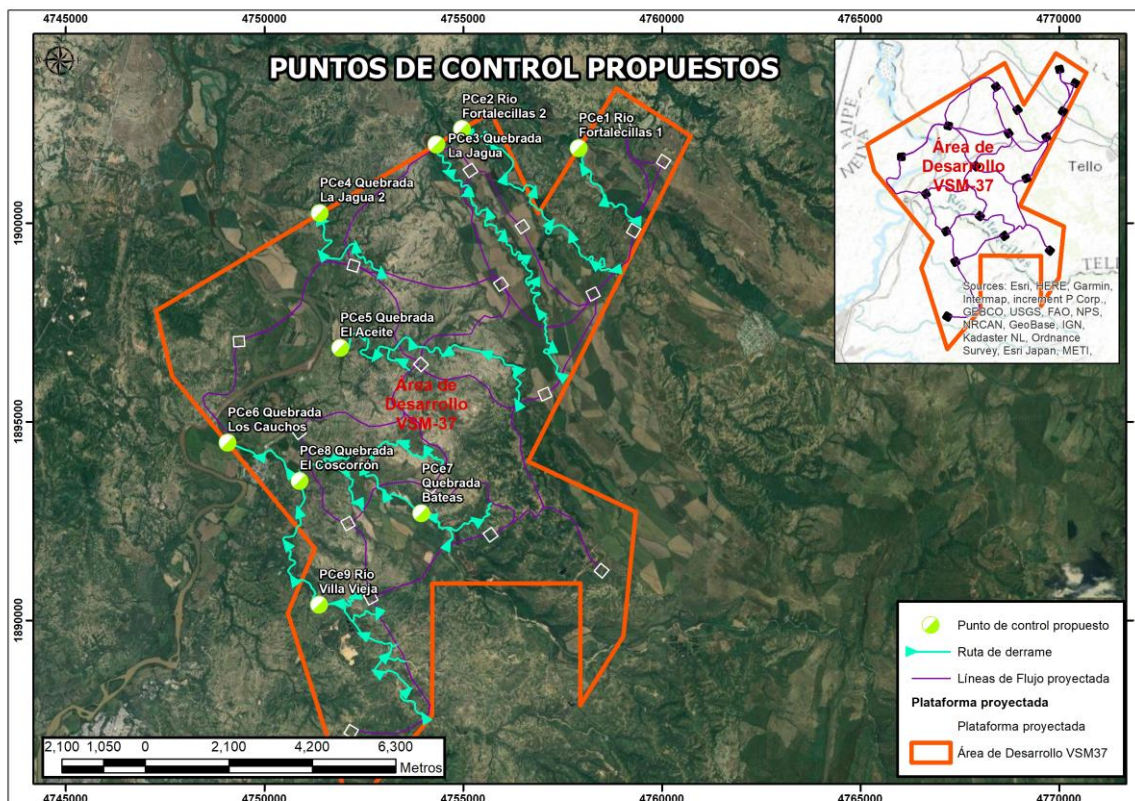 4745000 4750000 4755000 4760000 4765000 4770000
PUNTOS DE CONTROL PROPUESTOS
PCe2 Río
Fortalecillas 2
PCe1 Río
Fortalecillas 1
PCe3 Quebrada
La Jagua
PCe4 Quebrada
La Jagua 2
PCe5 Quebrada
El Aceite
Área de
Desarrollo
VSM-37
PCe6 Quebrada
Los Cauchos
PCe8 Quebrada
El Coscorrón
PCe7
Quebrada
Bateas
PCe9 Río
Villa Vieja
1900000
1895000
1890000
1900000
1895000
1890000
Área de
Desarrollo
VSM-37
Tello
Sources: Esri, HERE, Garmin,
Intermap, increment P Corp.,
GEBCO, USGS, FAO, NPS,
NRCAN, GeoBase, IGN,
Kadaster NL, Ordnance
Survey, Esri Japan, METI,
Punto de control propuesto
Ruta de derrame
Líneas de Flujo proyectada
Plataforma proyectada
Plataforma proyectada
Área de Desarrollo VSM37
2,100 1,050 0 2,100 4,200 6,300
Metros
4745000 4750000 4755000 4760000 4765000 4770000